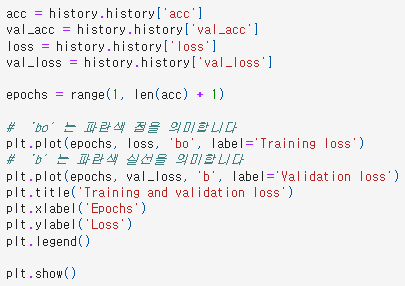 acc = history.history['acc']
val_acc = history.history['val_acc']
loss = history.history['loss']
val_loss = history.history['val_loss']
epochs = range(1, len(acc) + 1)
# 'bo' 는 파란색 점을 의미합니다
plt.plot(epochs, loss, 'bo', label='Training loss')
# 'b' 는 파란색 실선을 의미합니다
plt.plot(epochs, val_loss, 'b', label='Validation loss')
plt.title('Training and validation loss')
plt.xlabel('Epochs')
plt.ylabel('Loss')
plt.legend()
plt.show()